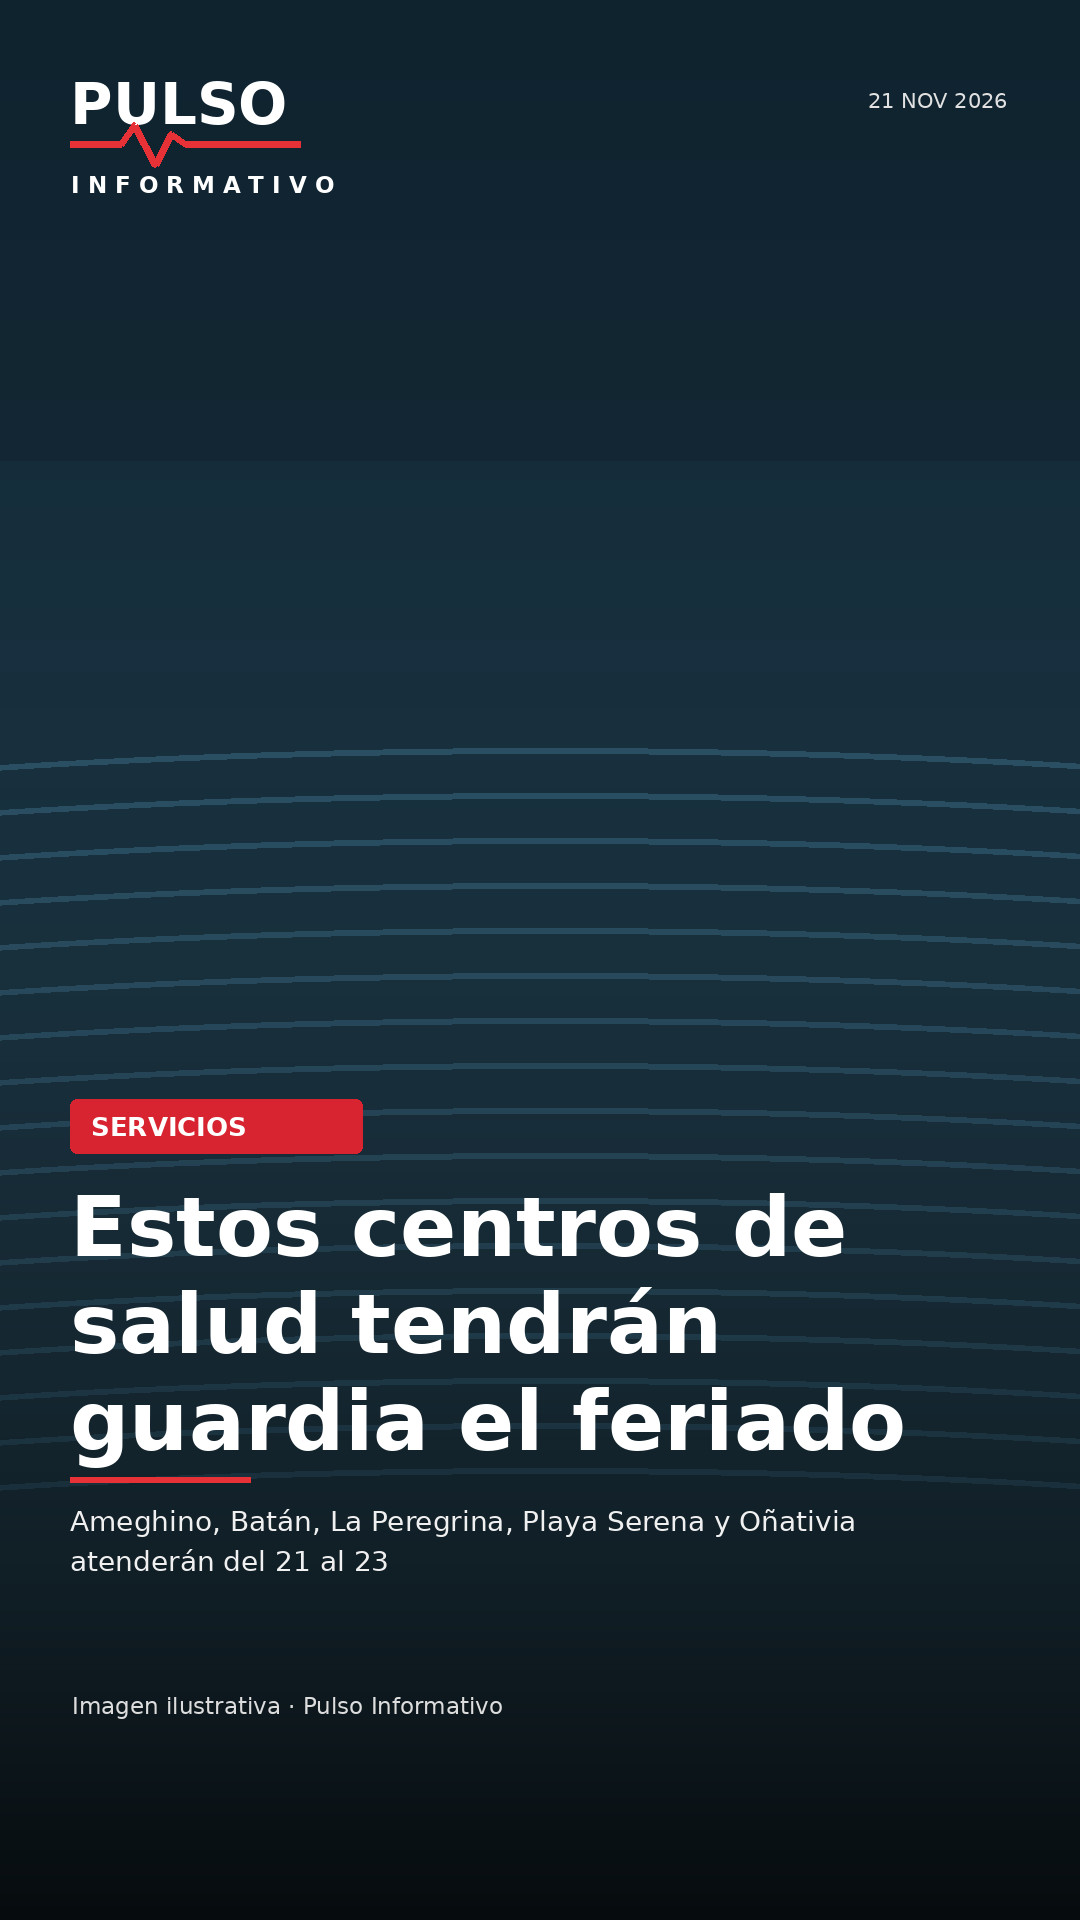 PULSO
INFORMATIVO
21 NOV 2026
SERVICIOS
Estos centros de
salud tendrán
guardia el feriado
Ameghino, Batán, La Peregrina, Playa Serena y Oñativia
atenderán del 21 al 23
Imagen ilustrativa · Pulso Informativo